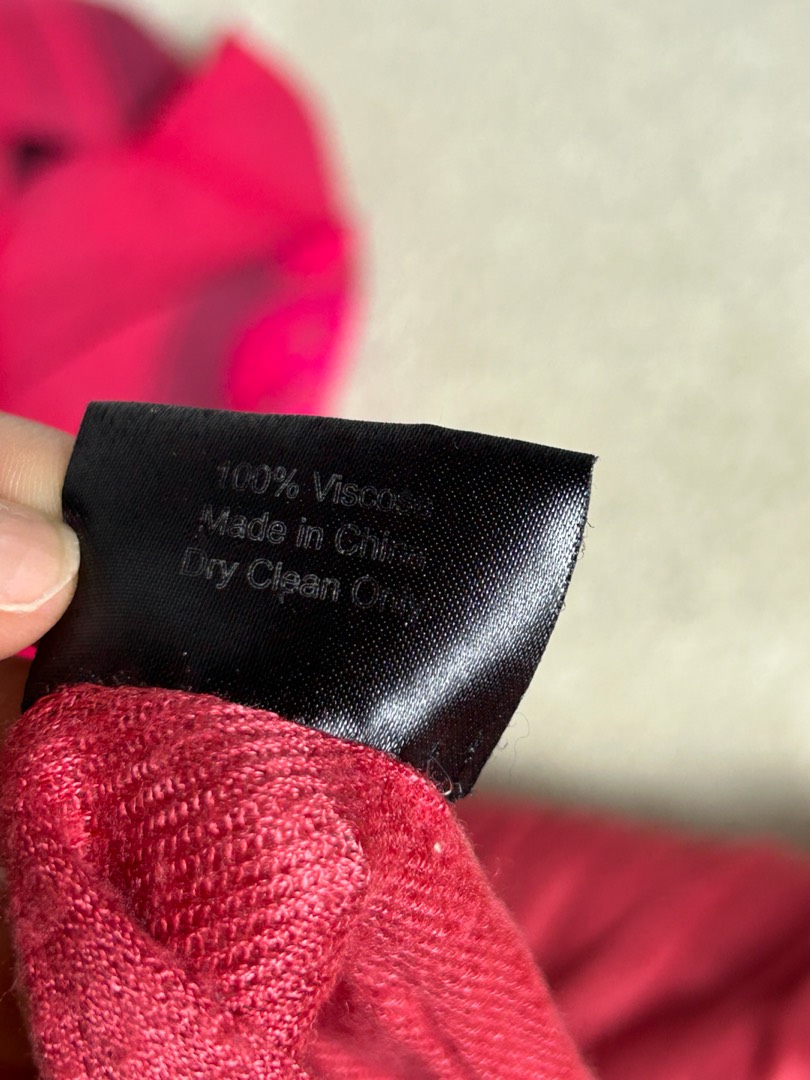 100% Viscose
Made in China
Dry Clean Only